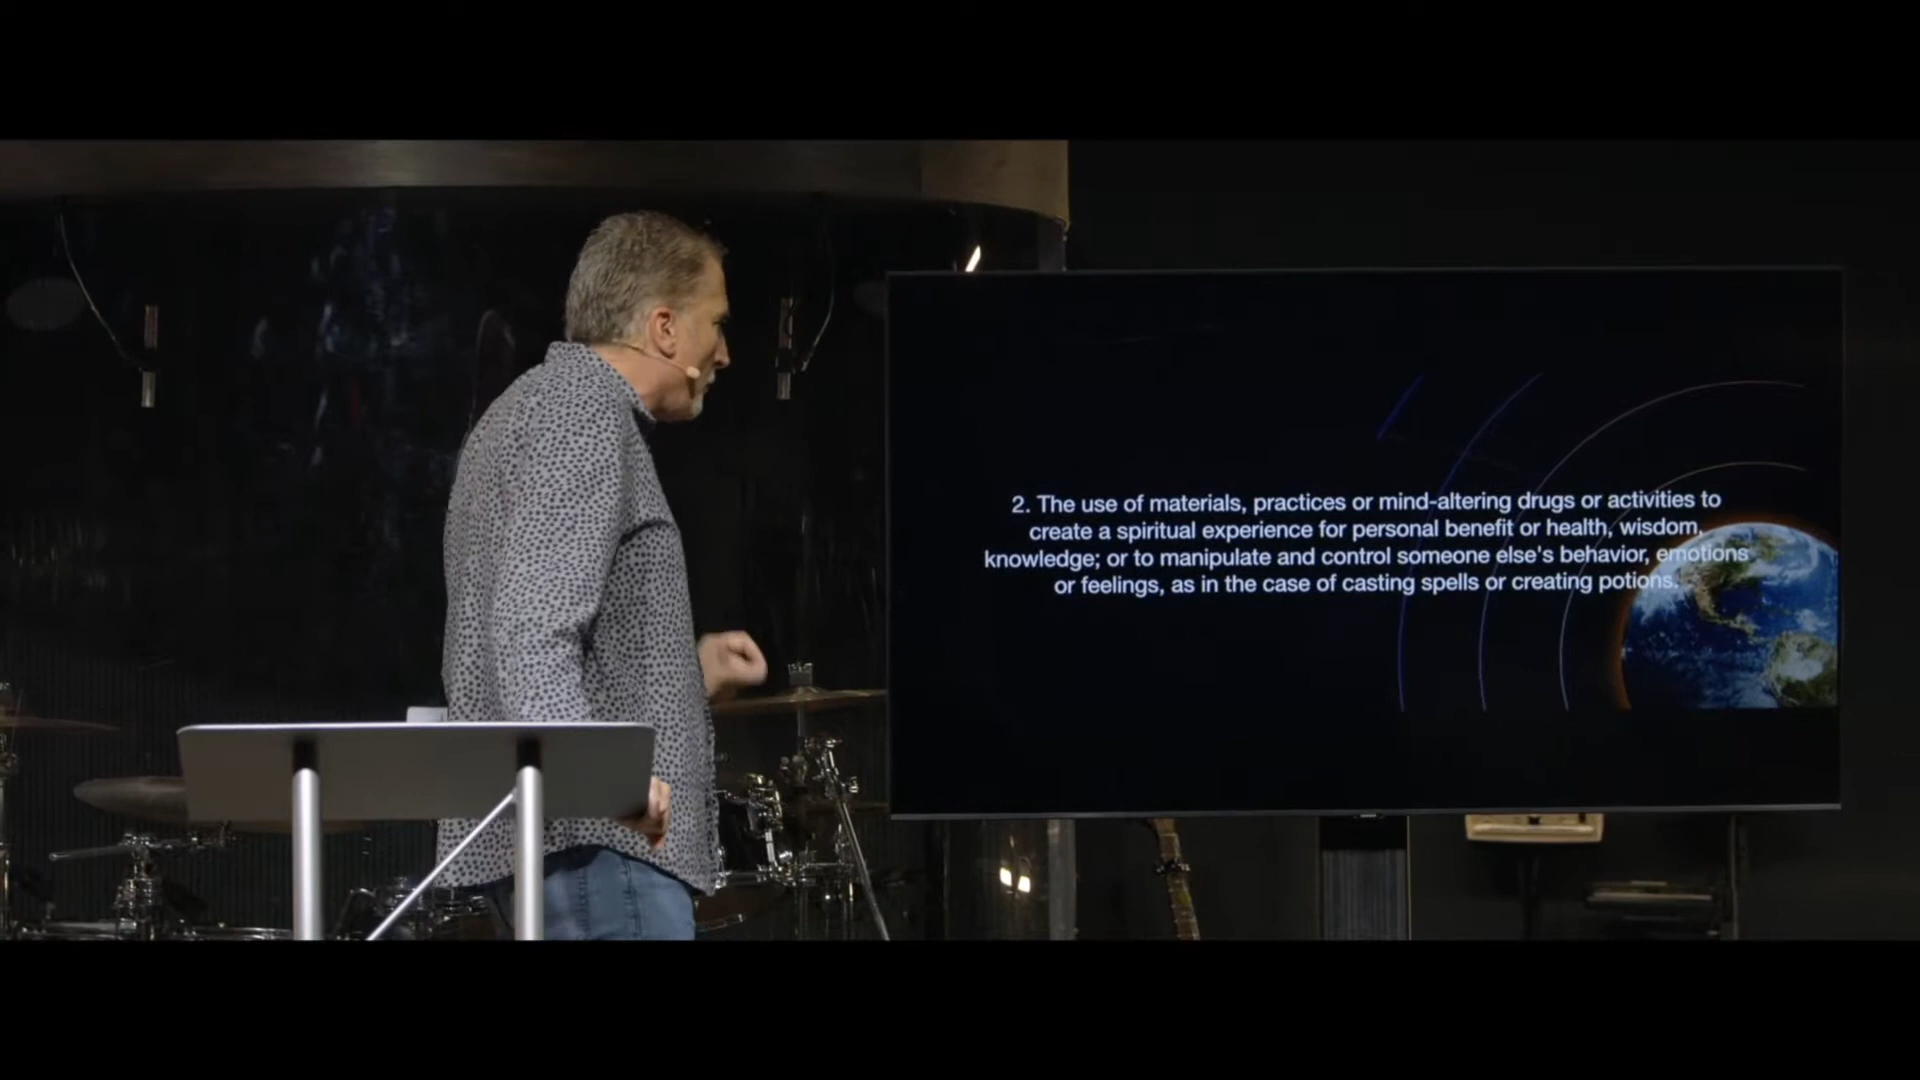 2. The use of materials, practices or mind-altering drugs or activities to
create a spiritual experience for personal benefit or health, wisdom,
knowledge; or to manipulate and control someone else's behavior, emotions
or feelings, as in the case of casting spells or creating potions.